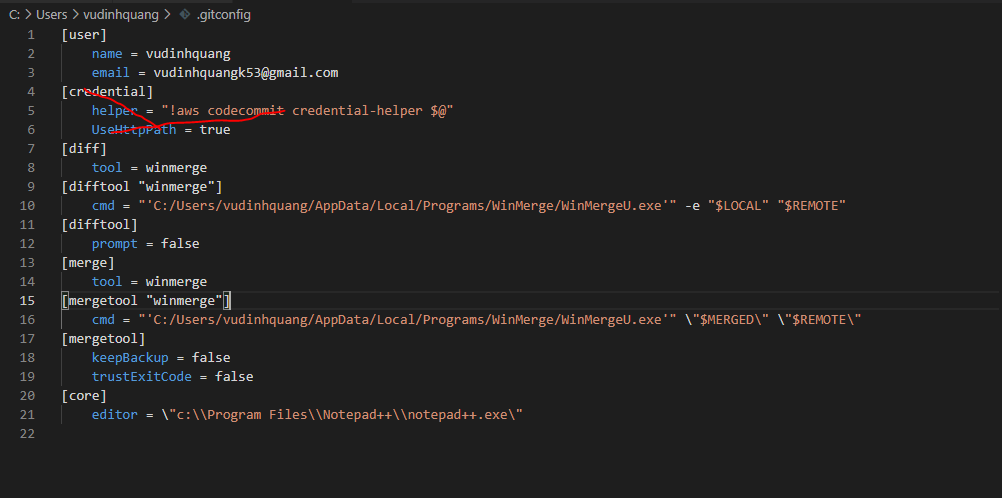 C: > Users > vudinhquang > .gitconfig
1 [user]
2     name = vudinhquang
3     email = vudinhquangk53@gmail.com
4 [credential]
5     helper = "!aws codecommit credential-helper $@"
6     UseHttpPath = true
7 [diff]
8     tool = winmerge
9 [difftool "winmerge"]
10     cmd = "'C:/Users/vudinhquang/AppData/Local/Programs/WinMerge/WinMergeU.exe'" -e "$LOCAL" "$REMOTE"
11 [difftool]
12     prompt = false
13 [merge]
14     tool = winmerge
15 [mergetool "winmerge"]
16     cmd = "'C:/Users/vudinhquang/AppData/Local/Programs/WinMerge/WinMergeU.exe'" \"$MERGED\" \"$REMOTE\"
17 [mergetool]
18     keepBackup = false
19     trustExitCode = false
20 [core]
21     editor = \"c:\\Program Files\\Notepad++\\notepad++.exe\"
22